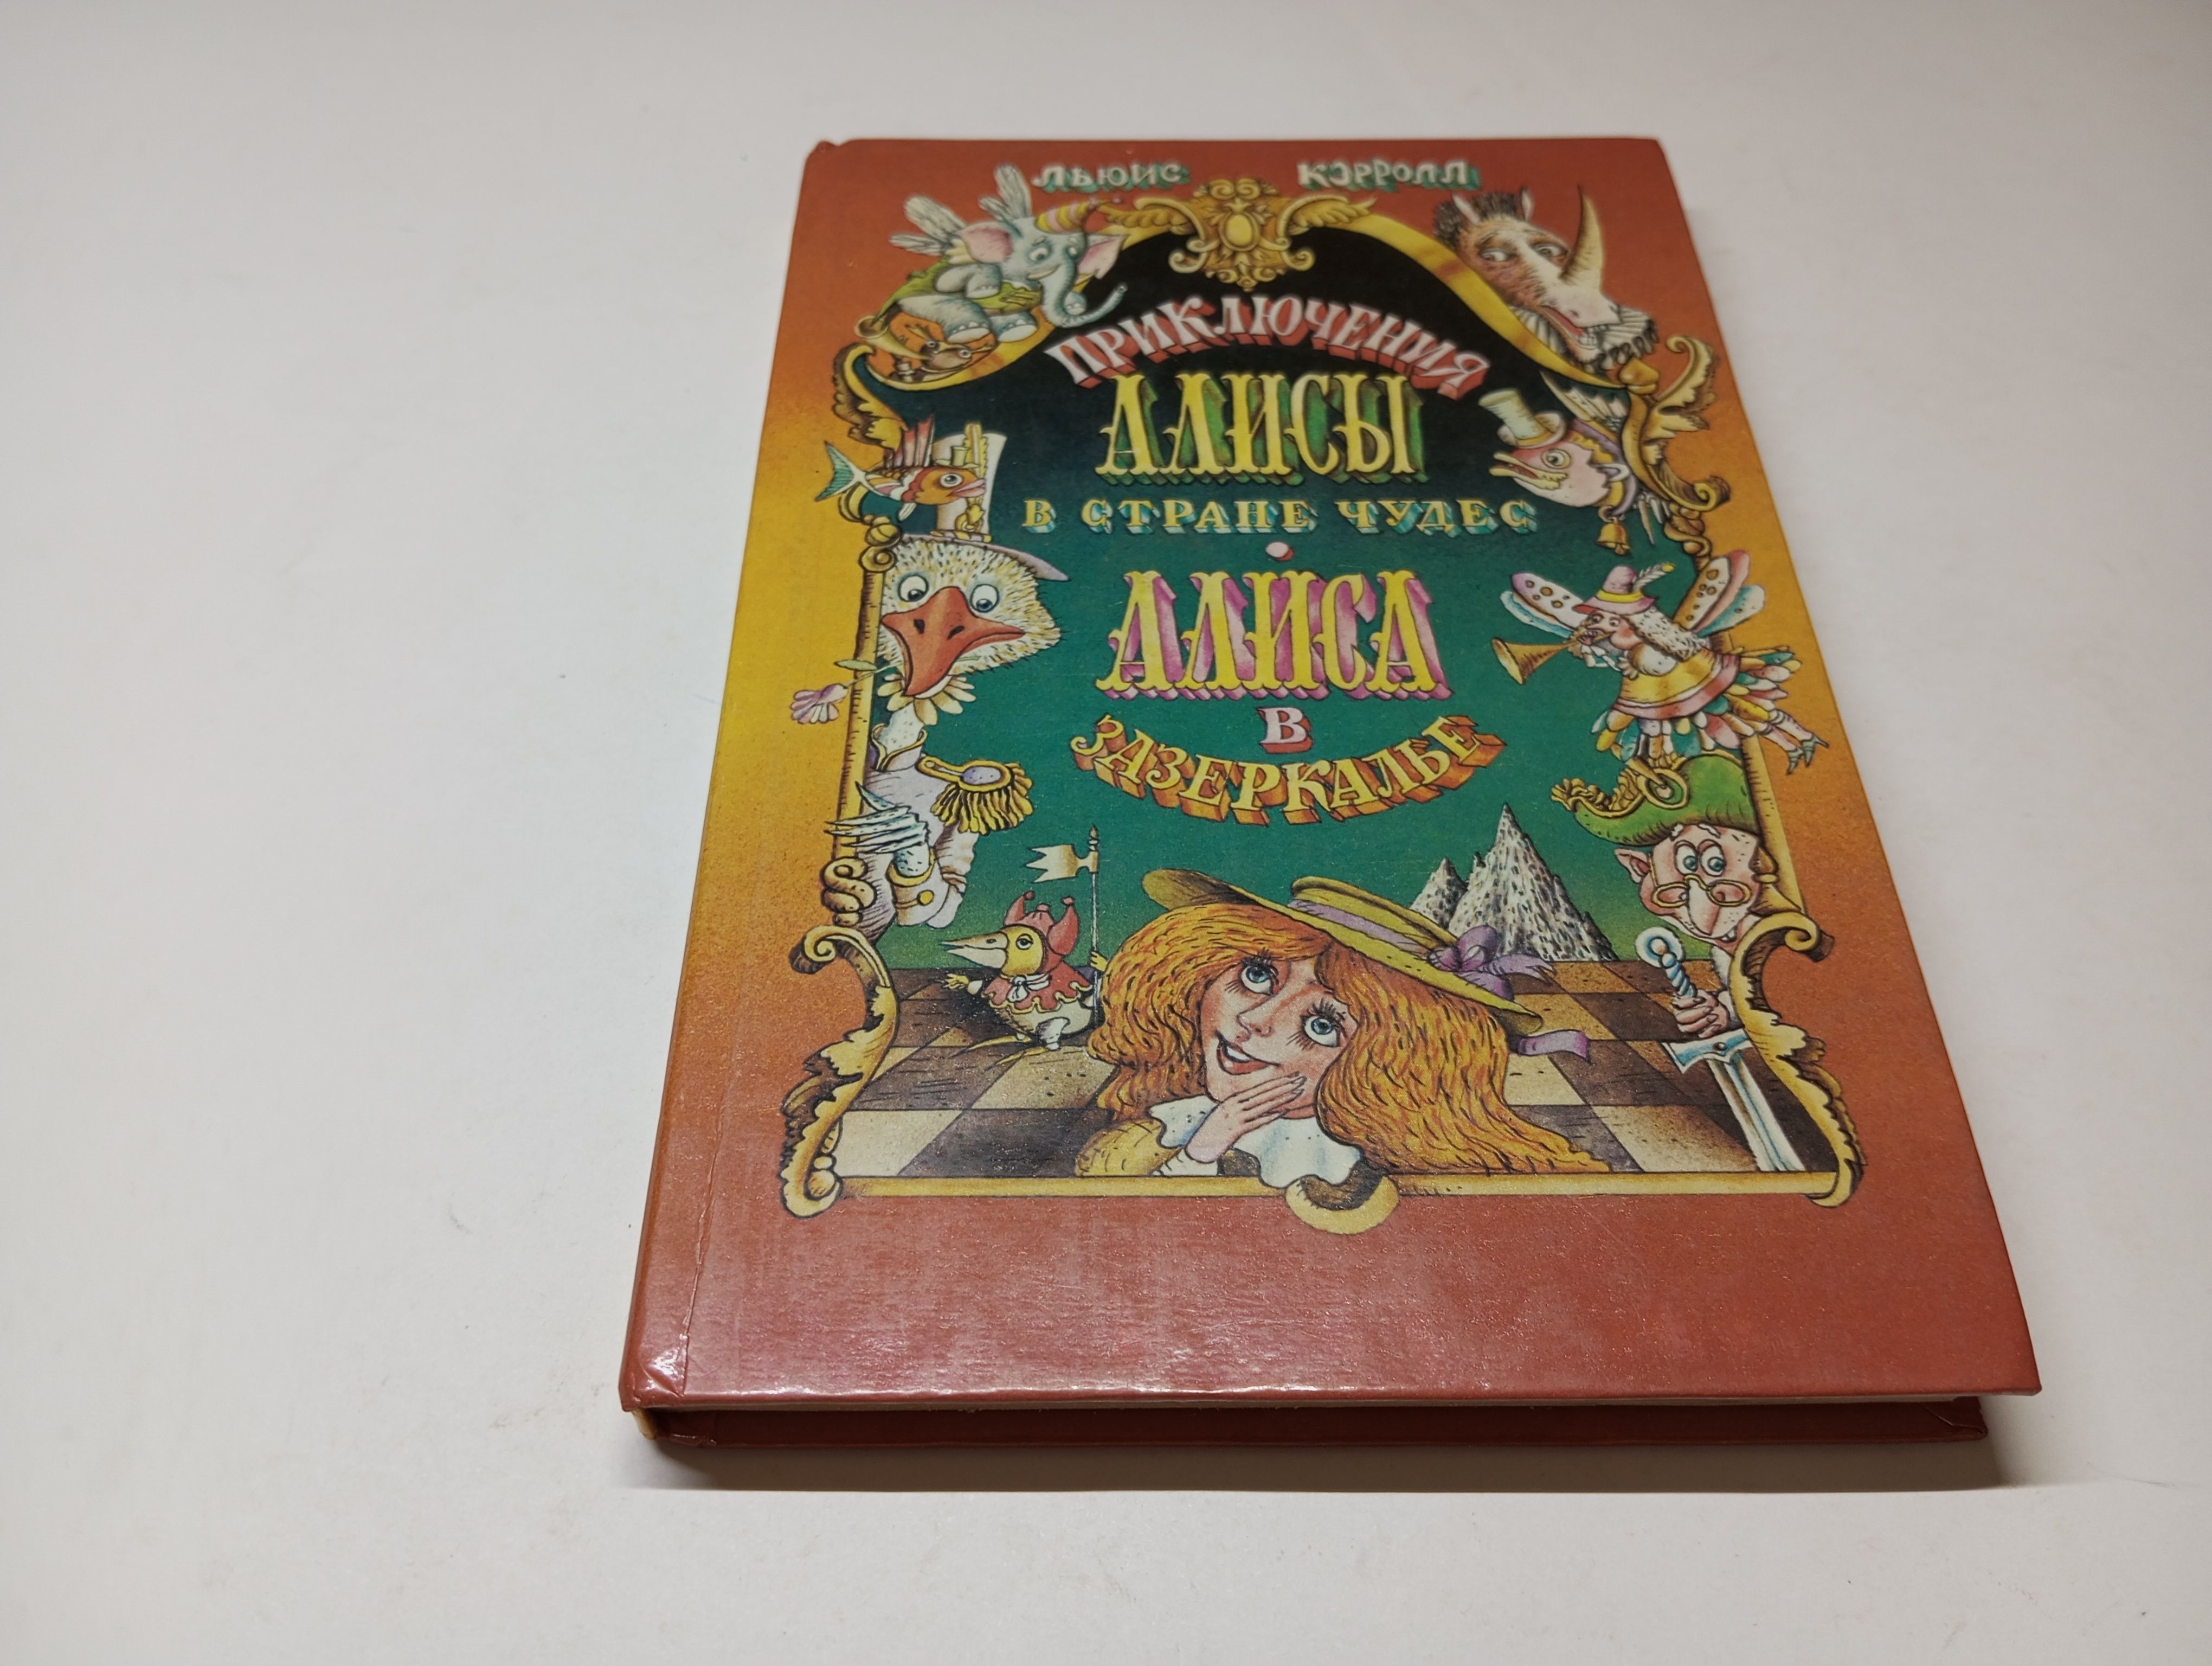 ЛЬЮИС КЭРРОЛЛ
ПРИКЛЮЧЕНИЯ
АЛИСЫ
В СТРАНЕ ЧУДЕС
АЛИСА
В
ЗАЗЕРКАЛЬЕ